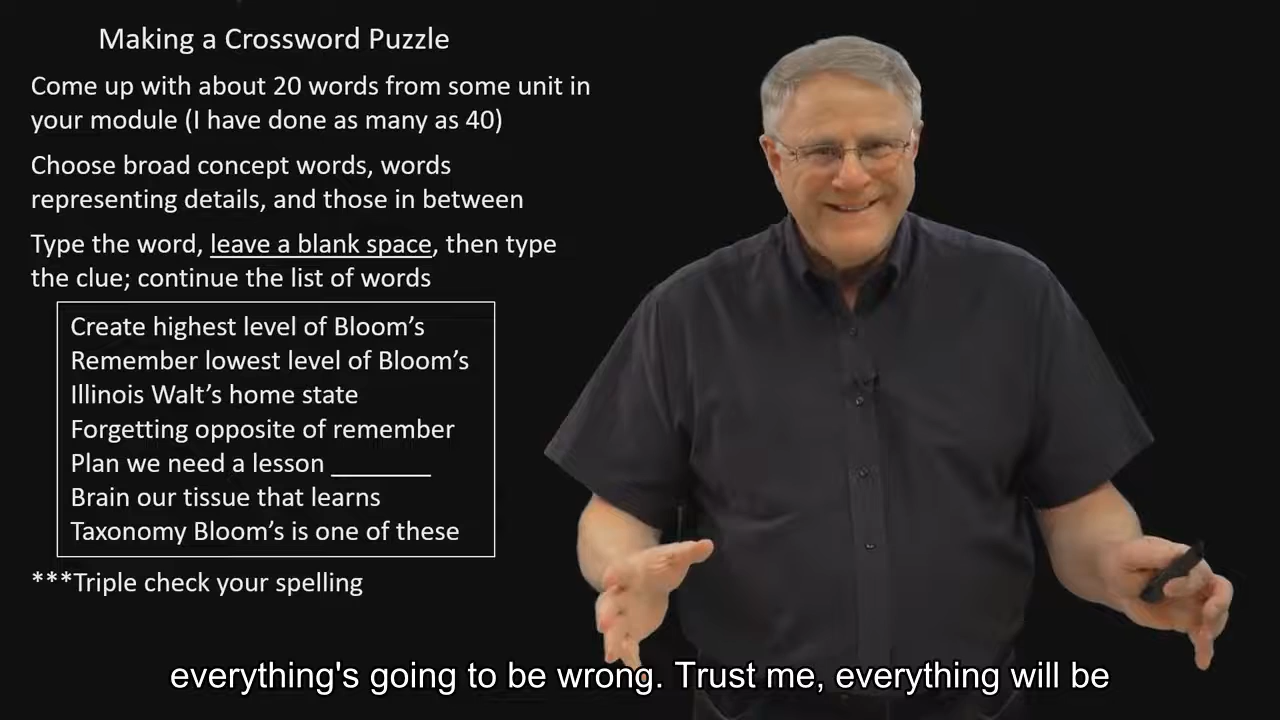 Making a Crossword Puzzle
Come up with about 20 words from some unit in
your module (I have done as many as 40)
Choose broad concept words, words
representing details, and those in between
Type the word, leave a blank space, then type
the clue; continue the list of words
Create highest level of Bloom’s
Remember lowest level of Bloom’s
Illinois Walt’s home state
Forgetting opposite of remember
Plan we need a lesson _______
Brain our tissue that learns
Taxonomy Bloom’s is one of these
***Triple check your spelling
everything's going to be wrong. Trust me, everything will be